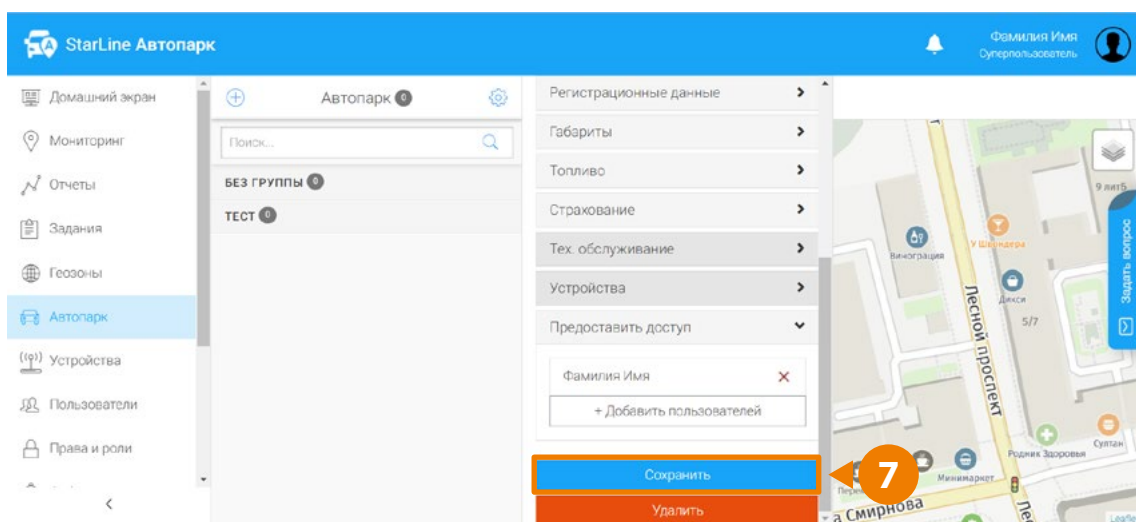 StarLine Автопарк
Фамилия Имя
Суперпользователь
Домашний экран
Мониторинг
Отчеты
Задания
Геозоны
Автопарк
Устройства
Пользователи
Права и роли
Автопарк 0
Поиск...
БЕЗ ГРУППЫ 0
ТЕСТ 0
Регистрационные данные
Габариты
Топливо
Страхование
Тех. обслуживание
Устройства
Предоставить доступ
Фамилия Имя
+ Добавить пользователей
Сохранить
Удалить
7
9 лит5
Виноградия
Дикси
5/7
Лесной проспект
Султан
Родник Здоровья
Минимаркет
а Смирнова
Задать вопрос